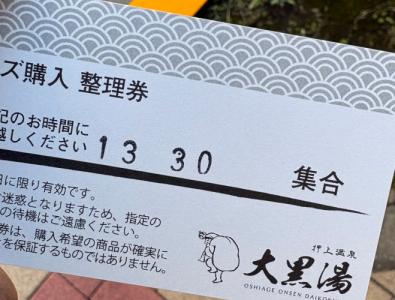 ズ購入 整理券
記のお時間に
越しください 13 30 集合
日に限り有効です。
迷惑となりますため、指定の
の待機はご遠慮ください。
券は、購入希望の商品が確実に
を保証するものではありません。
押上温泉
大黒湯
OSHIAGE ONSEN DAIKOK